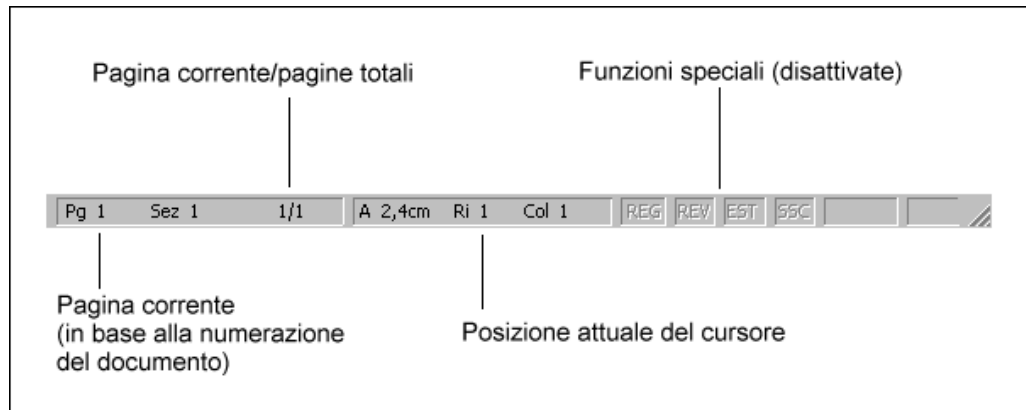 Pagina corrente/pagine totali
Funzioni speciali (disattivate)
Pg 1 Sez 1 1/1 A 2,4cm Ri 1 Col 1 REG REV EST SSC
Pagina corrente
(in base alla numerazione
del documento)
Posizione attuale del cursore